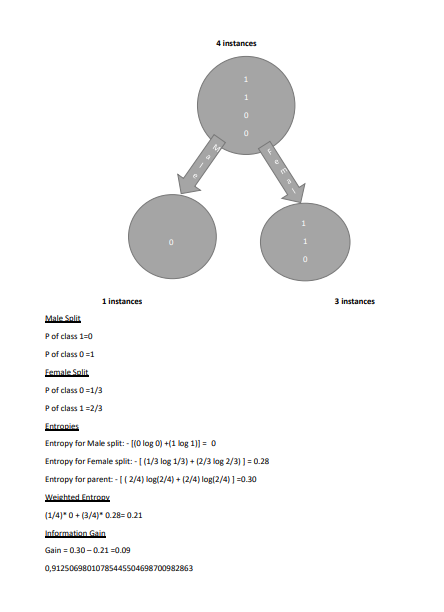 4 instances
1
1
0
0
Male
Femal
0
1
1
0
1 instances
3 instances
Male Split
P of class 1=0
P of class 0 =1
Female Split
P of class 0 =1/3
P of class 1 =2/3
Entropies
Entropy for Male split: - [(0 log 0) +(1 log 1)] = 0
Entropy for Female split: - [ (1/3 log 1/3) + (2/3 log 2/3) ] = 0.28
Entropy for parent: - [ ( 2/4) log(2/4) + (2/4) log(2/4) ] =0.30
Weighted Entropy
(1/4)* 0 + (3/4)* 0.28= 0.21
Information Gain
Gain = 0.30 – 0.21 =0.09
0,91250698010785445504698700982863